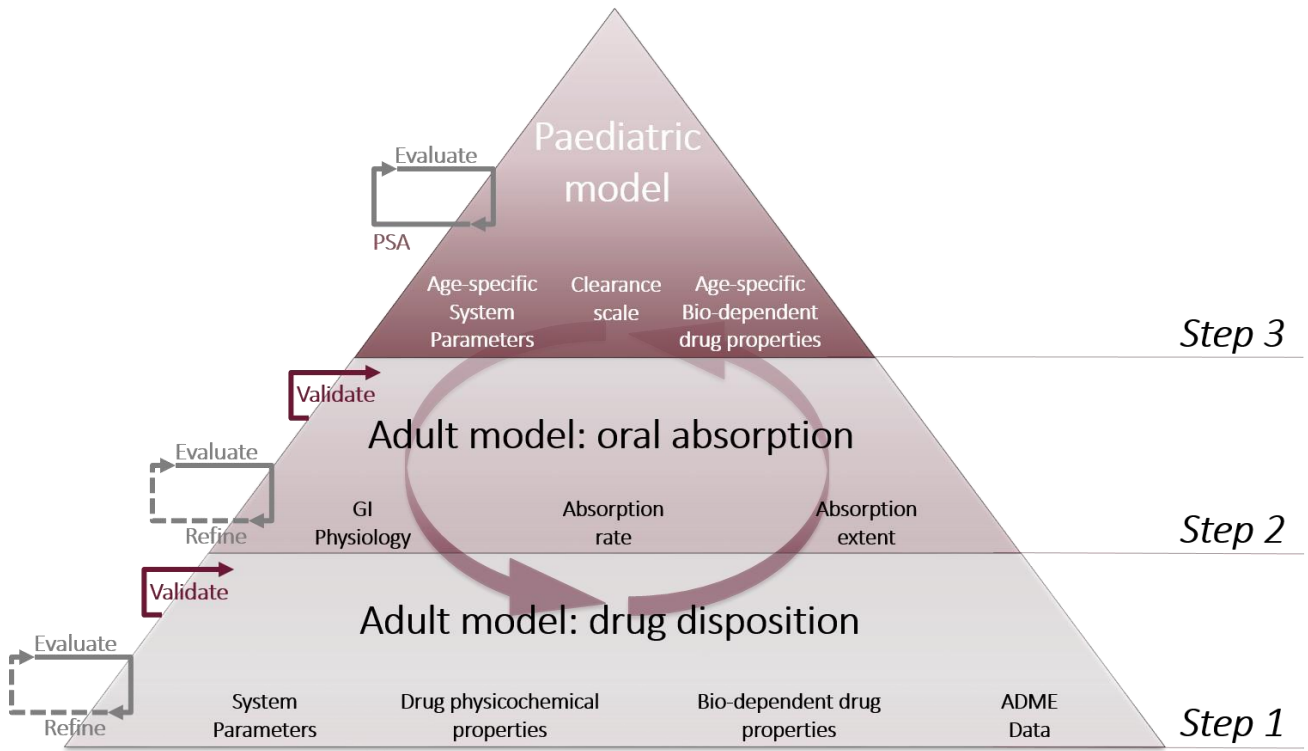 Paediatric
model
Evaluate
PSA
Age-specific
System
Parameters
Clearance
scale
Age-specific
Bio-dependent
drug properties
Step 3
Validate
Adult model: oral absorption
Evaluate
Refine
GI
Physiology
Absorption
rate
Absorption
extent
Step 2
Validate
Adult model: drug disposition
Evaluate
Refine
System
Parameters
Drug physicochemical
properties
Bio-dependent drug
properties
ADME
Data
Step 1